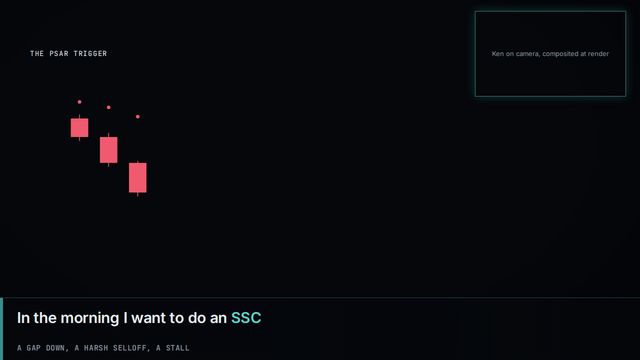 THE PSAR TRIGGER
Ken on camera, composited at render
In the morning I want to do an SSC
A GAP DOWN, A HARSH SELLOFF, A STALL